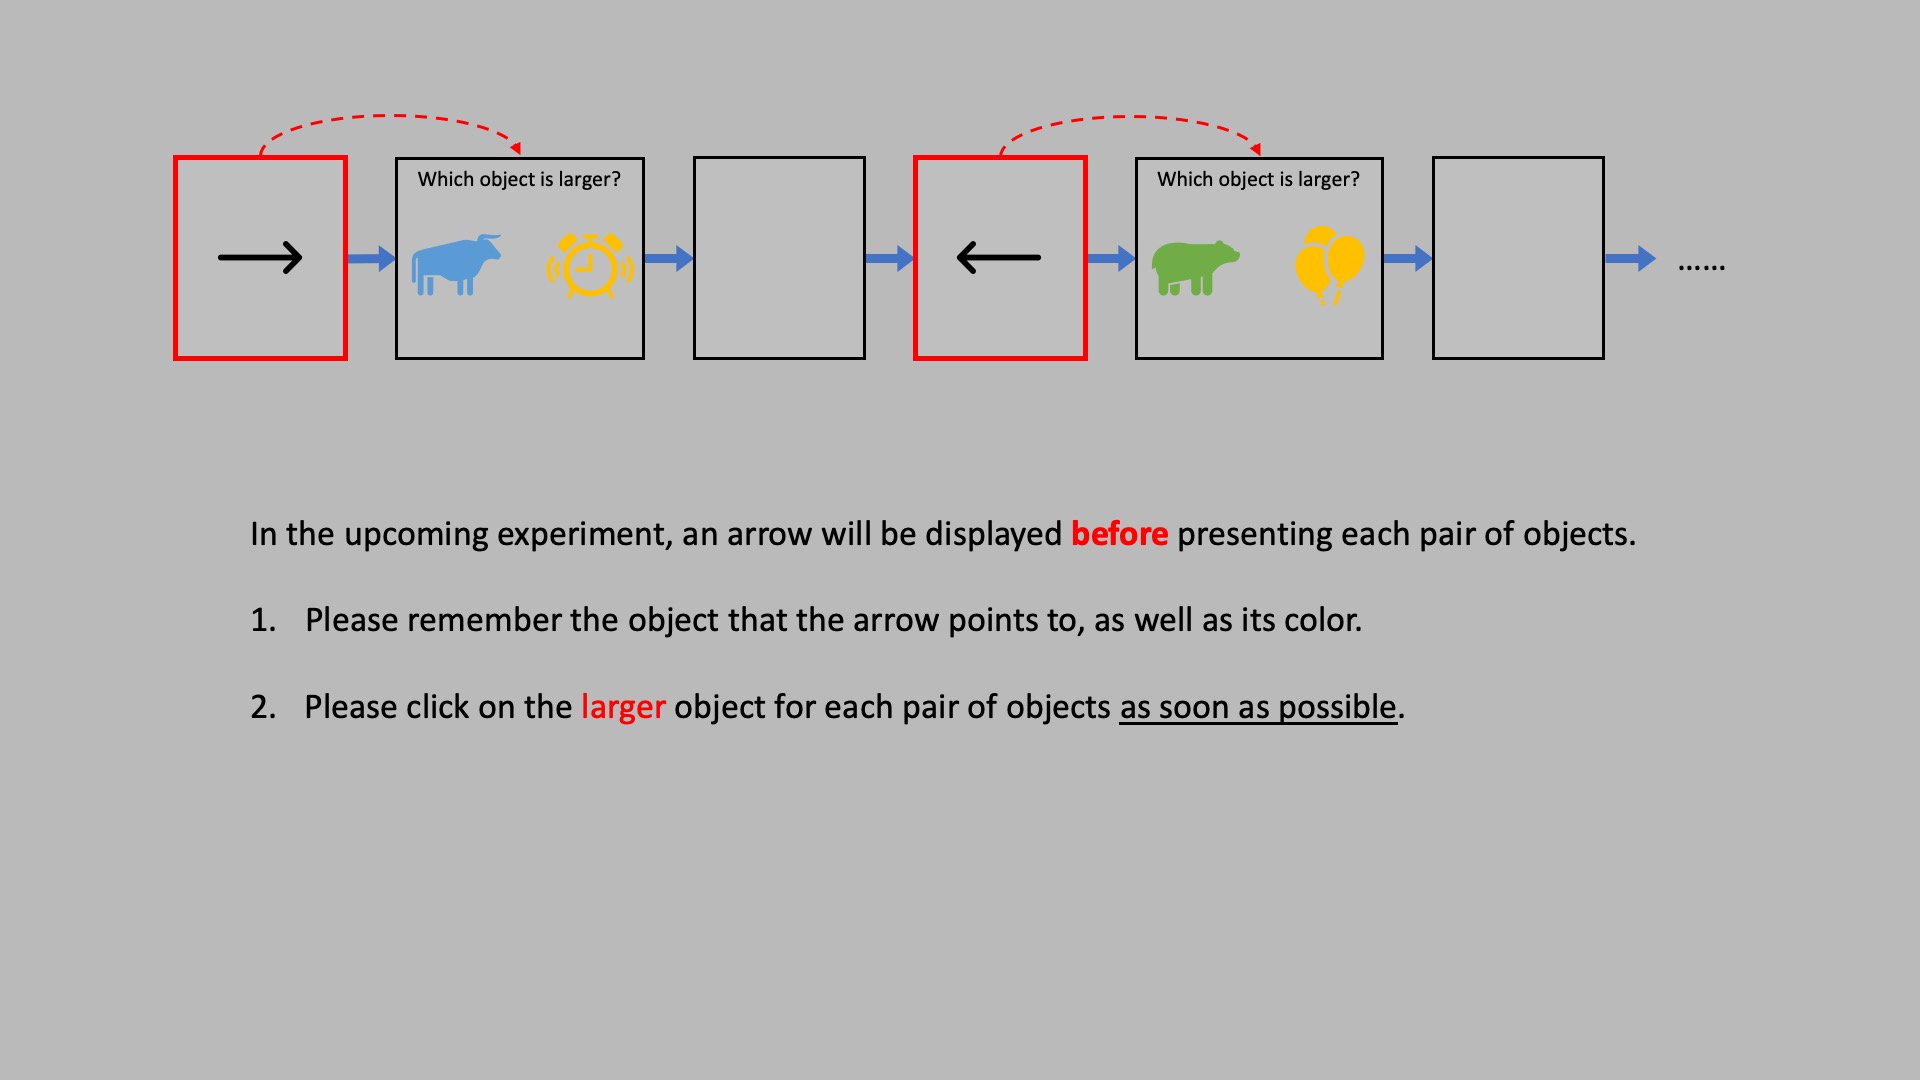 Which object is larger?
Which object is larger?
......
In the upcoming experiment, an arrow will be displayed before presenting each pair of objects.
1. Please remember the object that the arrow points to, as well as its color.
2. Please click on the larger object for each pair of objects as soon as possible.